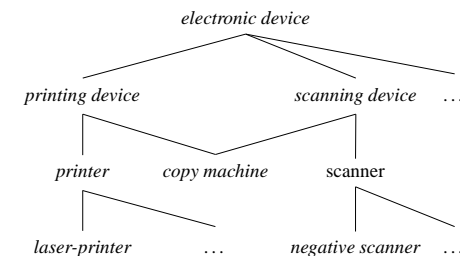 electronic device
printing device scanning device ...
printer copy machine scanner
laser-printer ... negative scanner ...